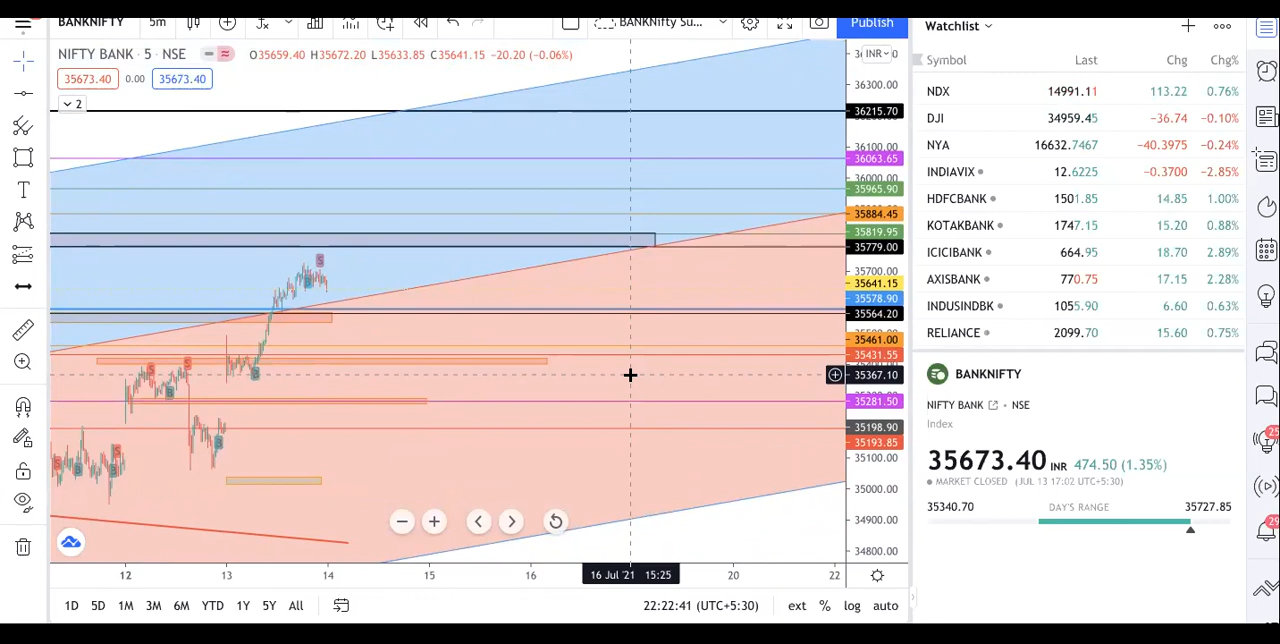 BANKNIFTY 5m BANKNifty Su... Publish
NIFTY BANK · 5 · NSE O35659.40 H35672.20 L35633.85 C35641.15 -20.20 (-0.06%)
INR
35673.40 0.00 35673.40
2
36300.00
36215.70
36100.00
36063.65
36000.00
35965.90
35884.45
35819.95
35779.00
35700.00
35641.15
35578.90
35564.20
35461.00
35431.55
35367.10
35281.50
35198.90
35193.85
35100.00
35000.00
34900.00
34800.00
S
B
S
B
S
B
S
B
B
S
B
S
B
12 13 14 15 16 16 Jul '21 15:25 20 22
1D 5D 1M 3M 6M YTD 1Y 5Y All 22:22:41 (UTC+5:30) ext % log auto
Watchlist
Symbol Last Chg Chg%
NDX 14991.11 113.22 0.76%
DJI 34959.45 −36.74 −0.10%
NYA 16632.7467 −40.3975 −0.24%
INDIAVIX 12.6225 −0.3700 −2.85%
HDFCBANK 1501.85 14.85 1.00%
KOTAKBANK 1747.15 15.20 0.88%
ICICIBANK 664.95 18.70 2.89%
AXISBANK 770.75 17.15 2.28%
INDUSINDBK 1055.90 6.60 0.63%
RELIANCE 2099.70 15.60 0.75%
BANKNIFTY
NIFTY BANK · NSE
Index
35673.40 INR 474.50 (1.35%)
MARKET CLOSED (JUL 13 17:02 UTC+5:30)
35340.70 DAY'S RANGE 35727.85